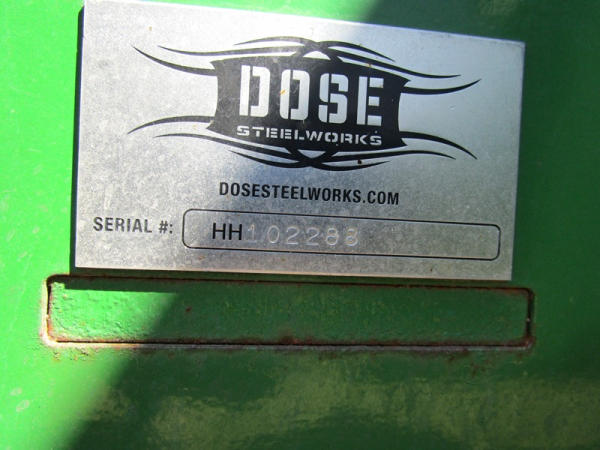 DOSE
STEELWORKS
DOSESTEELWORKS.COM
SERIAL #: HH102288